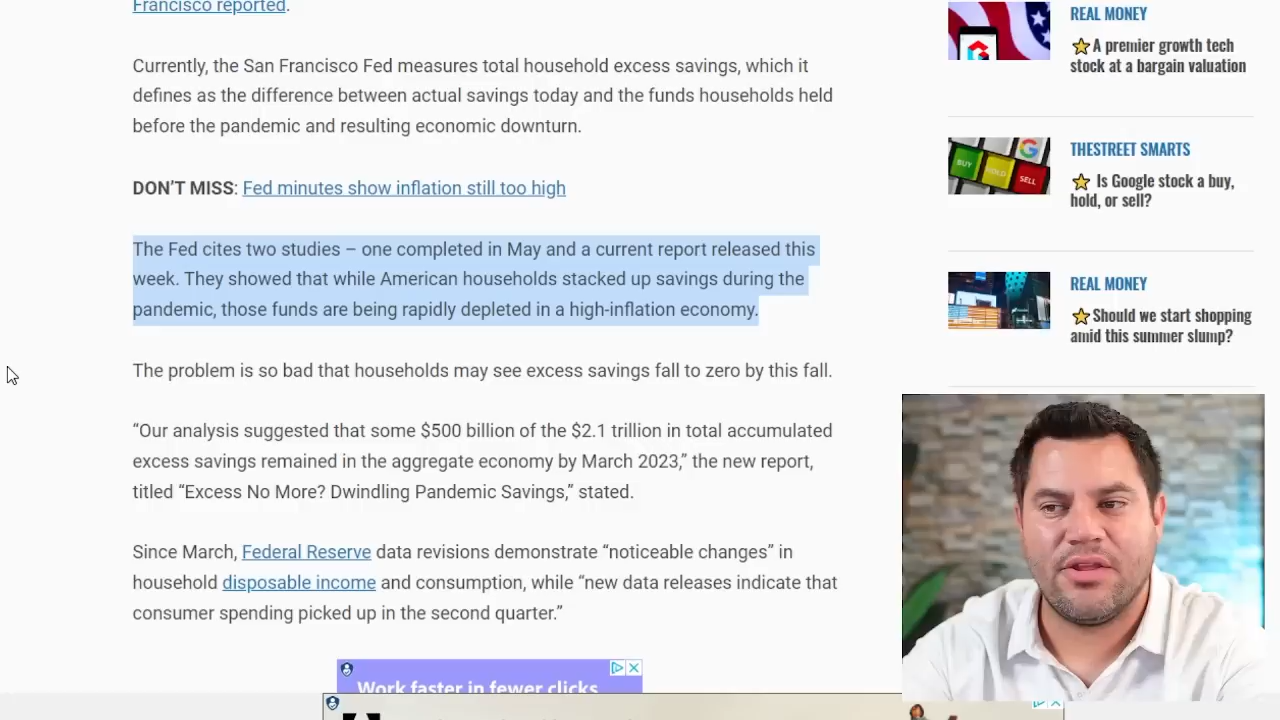 Francisco reported.
Currently, the San Francisco Fed measures total household excess savings, which it
defines as the difference between actual savings today and the funds households held
before the pandemic and resulting economic downturn.
DON’T MISS: Fed minutes show inflation still too high
The Fed cites two studies – one completed in May and a current report released this
week. They showed that while American households stacked up savings during the
pandemic, those funds are being rapidly depleted in a high-inflation economy.
The problem is so bad that households may see excess savings fall to zero by this fall.
“Our analysis suggested that some $500 billion of the $2.1 trillion in total accumulated
excess savings remained in the aggregate economy by March 2023,” the new report,
titled “Excess No More? Dwindling Pandemic Savings,” stated.
Since March, Federal Reserve data revisions demonstrate “noticeable changes” in
household disposable income and consumption, while “new data releases indicate that
consumer spending picked up in the second quarter.”
Work faster in fewer clicks
REAL MONEY
A premier growth tech
stock at a bargain valuation
THESTREET SMARTS
Is Google stock a buy,
hold, or sell?
BUY
HOLD
SELL
G
REAL MONEY
Should we start shopping
amid this summer slump?